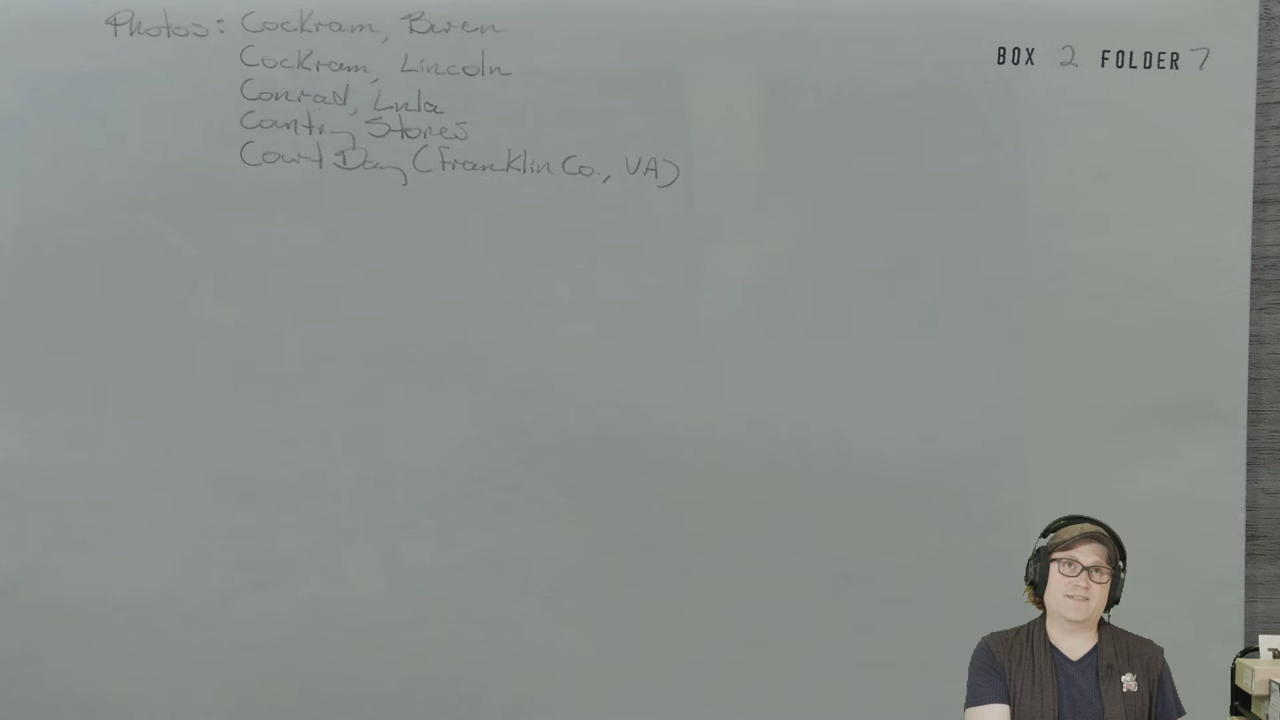 Photos: Cockram, Buren
Cockram, Lincoln
Conrad, Lula
Country Stores
Court Day (Franklin Co., VA)
BOX 2 FOLDER 7